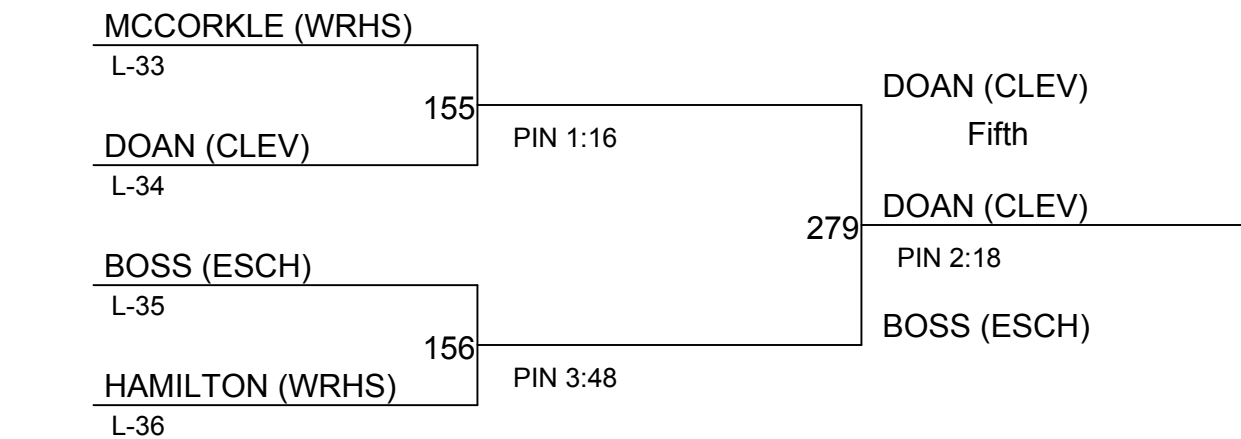 MCCORKLE (WRHS)
L-33
155
PIN 1:16
DOAN (CLEV)
L-34
BOSS (ESCH)
L-35
156
PIN 3:48
HAMILTON (WRHS)
L-36
DOAN (CLEV)
Fifth
279
DOAN (CLEV)
PIN 2:18
BOSS (ESCH)